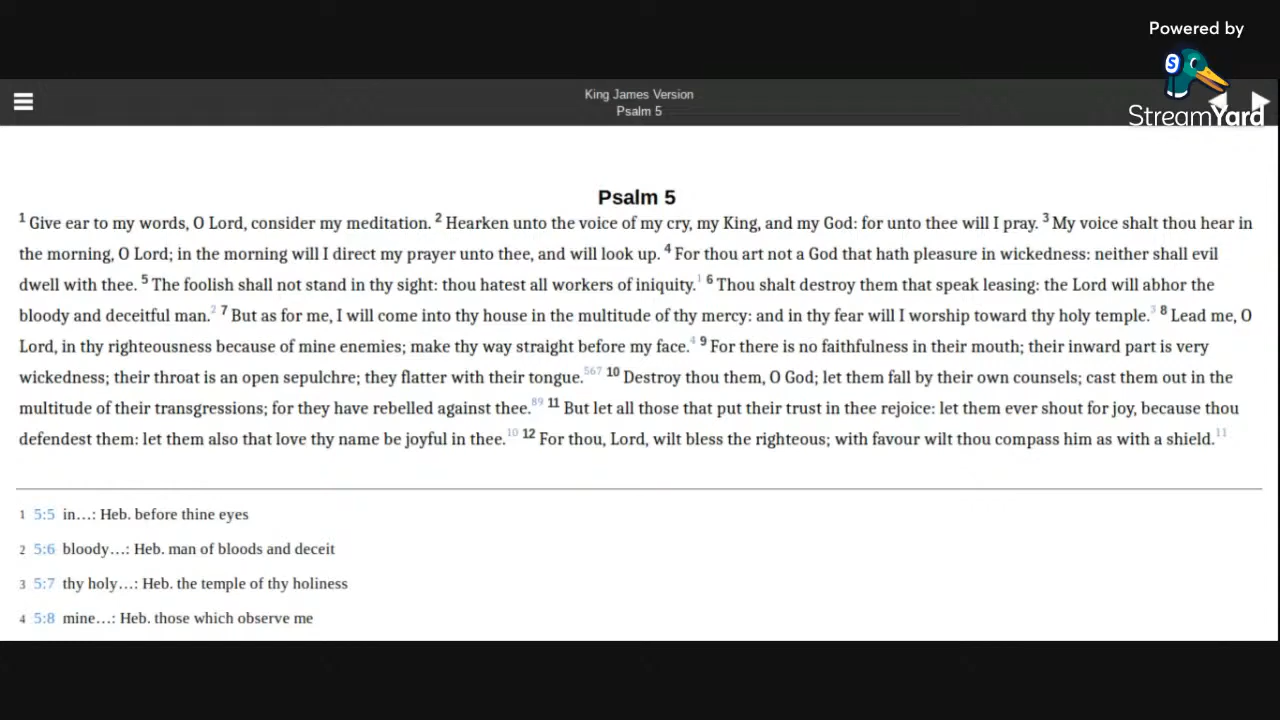 Powered by
StreamYard
King James Version
Psalm 5
Psalm 5
1 Give ear to my words, O Lord, consider my meditation. 2 Hearken unto the voice of my cry, my King, and my God: for unto thee will I pray. 3 My voice shalt thou hear in
the morning, O Lord; in the morning will I direct my prayer unto thee, and will look up. 4 For thou art not a God that hath pleasure in wickedness: neither shall evil
dwell with thee. 5 The foolish shall not stand in thy sight: thou hatest all workers of iniquity.1 6 Thou shalt destroy them that speak leasing: the Lord will abhor the
bloody and deceitful man.2 7 But as for me, I will come into thy house in the multitude of thy mercy: and in thy fear will I worship toward thy holy temple.3 8 Lead me, O
Lord, in thy righteousness because of mine enemies; make thy way straight before my face.4 9 For there is no faithfulness in their mouth; their inward part is very
wickedness; their throat is an open sepulchre; they flatter with their tongue.567 10 Destroy thou them, O God; let them fall by their own counsels; cast them out in the
multitude of their transgressions; for they have rebelled against thee.89 11 But let all those that put their trust in thee rejoice: let them ever shout for joy, because thou
defendest them: let them also that love thy name be joyful in thee.10 12 For thou, Lord, wilt bless the righteous; with favour wilt thou compass him as with a shield.11
1 5:5 in…: Heb. before thine eyes
2 5:6 bloody…: Heb. man of bloods and deceit
3 5:7 thy holy…: Heb. the temple of thy holiness
4 5:8 mine…: Heb. those which observe me